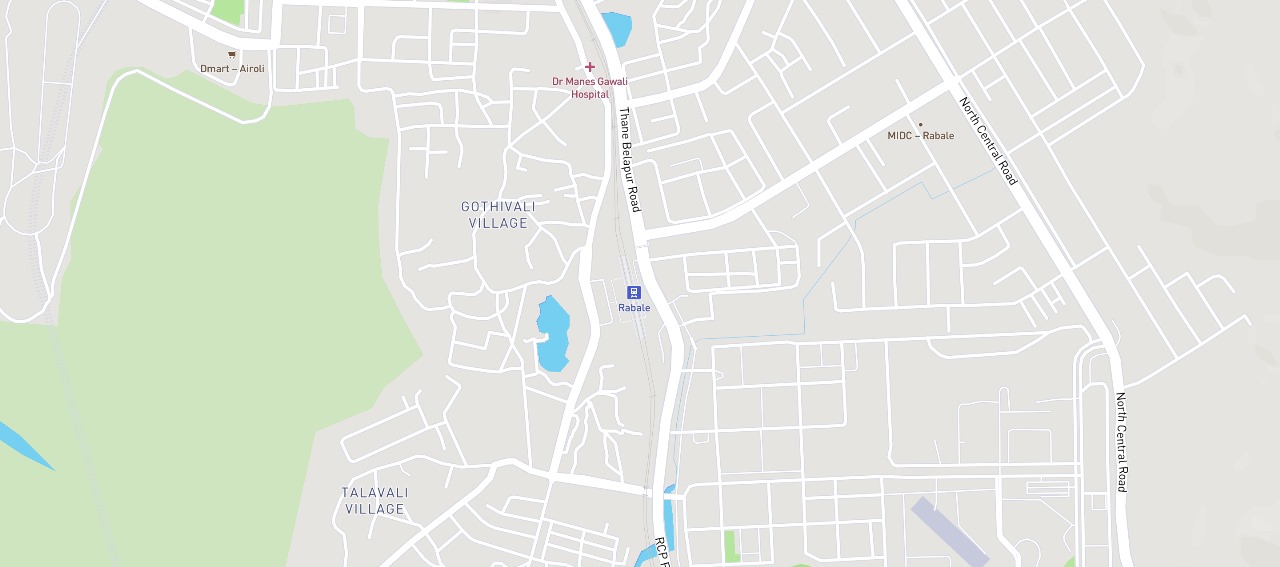 Dmart – Airoli
Dr Manes Gawali
Hospital
Thane Belapur Road
North Central Road
MIDC – Rabale
GOTHIVALI
VILLAGE
Rabale
North Central Road
TALAVALI
VILLAGE
RCP